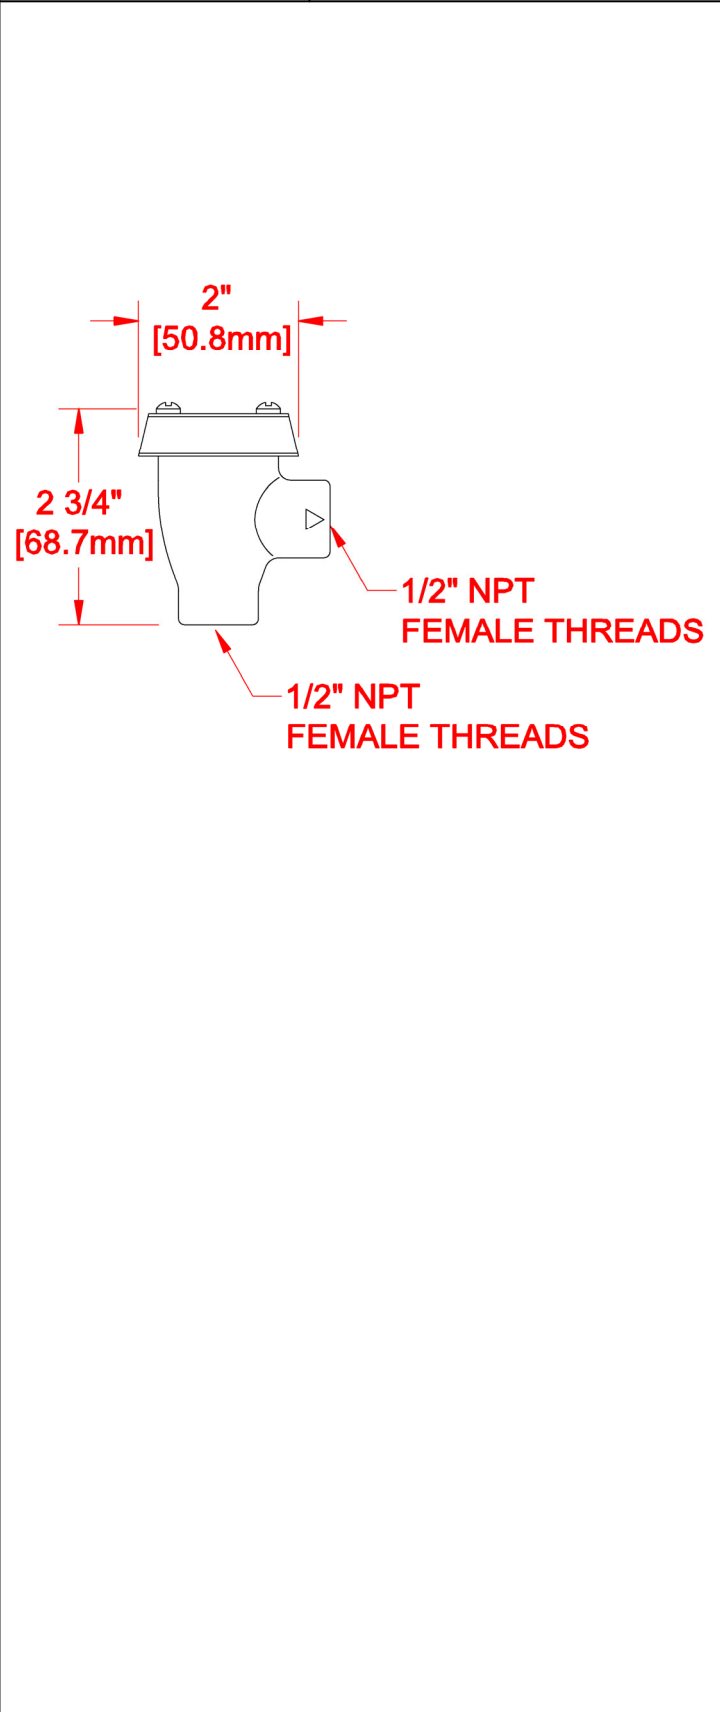 2"
[50.8mm]
2 3/4"
[68.7mm]
1/2" NPT
FEMALE THREADS
1/2" NPT
FEMALE THREADS